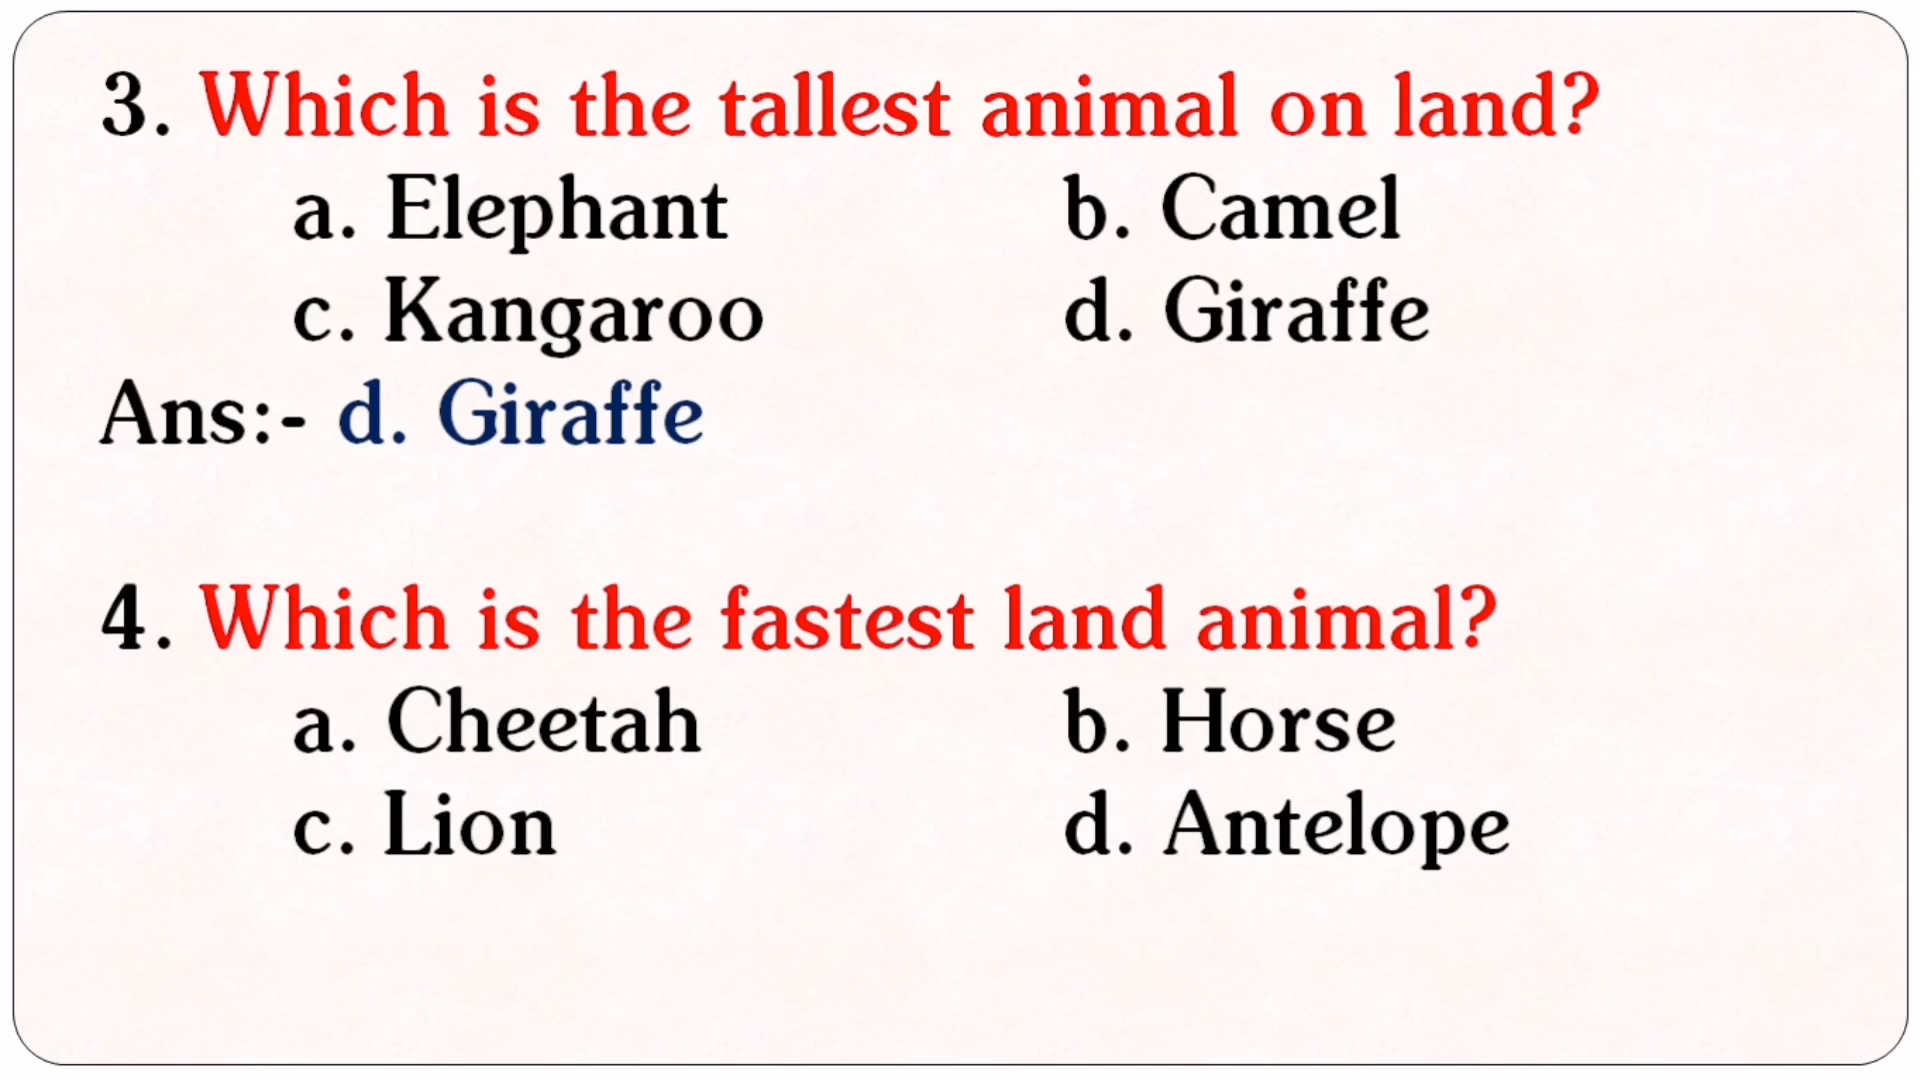 3. Which is the tallest animal on land?
a. Elephant b. Camel
c. Kangaroo d. Giraffe
Ans:- d. Giraffe
4. Which is the fastest land animal?
a. Cheetah b. Horse
c. Lion d. Antelope